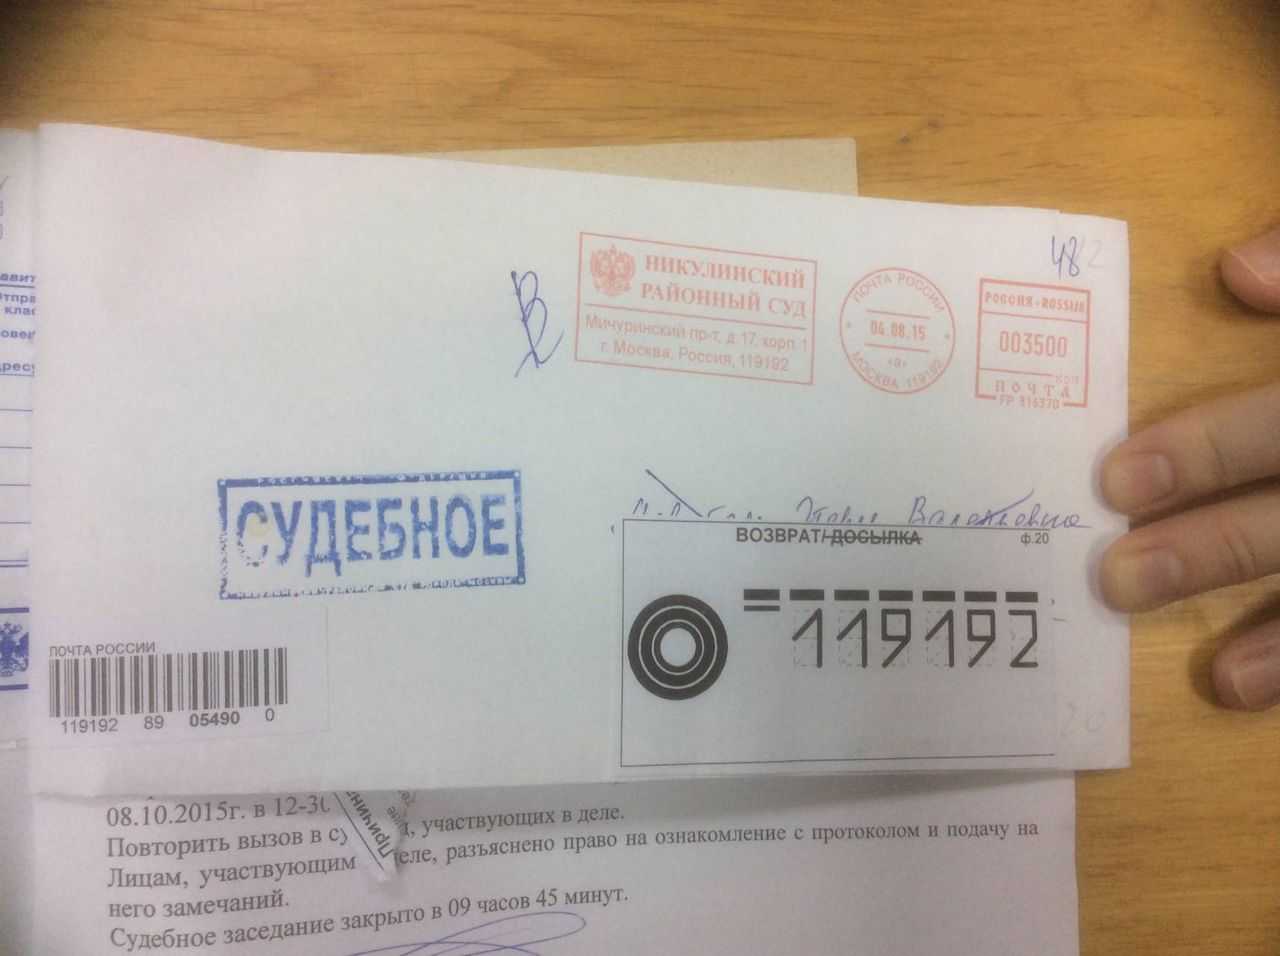 482
НИКУЛИНСКИЙ
РАЙОННЫЙ СУД
Мичуринский пр-т, д.17, корп. 1
г. Москва, Россия, 119192
ПОЧТА РОССИИ
04.08.15
МОСКВА 119192
РОССИЯ-ROSSIJA
003500
коп
ПОЧТА
FP 816370
СУДЕБНОЕ
ВОЗВРАТ/ДОСЫЛКА
ф.20
119192
ПОЧТА РОССИИ
119192 89 05490 0
08.10.2015г. в 12-30
Причин
Повторить вызов в участвующих в деле.
Лицам, участвующим деле, разъяснено право на ознакомление с протоколом и подачу на
него замечаний.
Судебное заседание закрыто в 09 часов 45 минут.